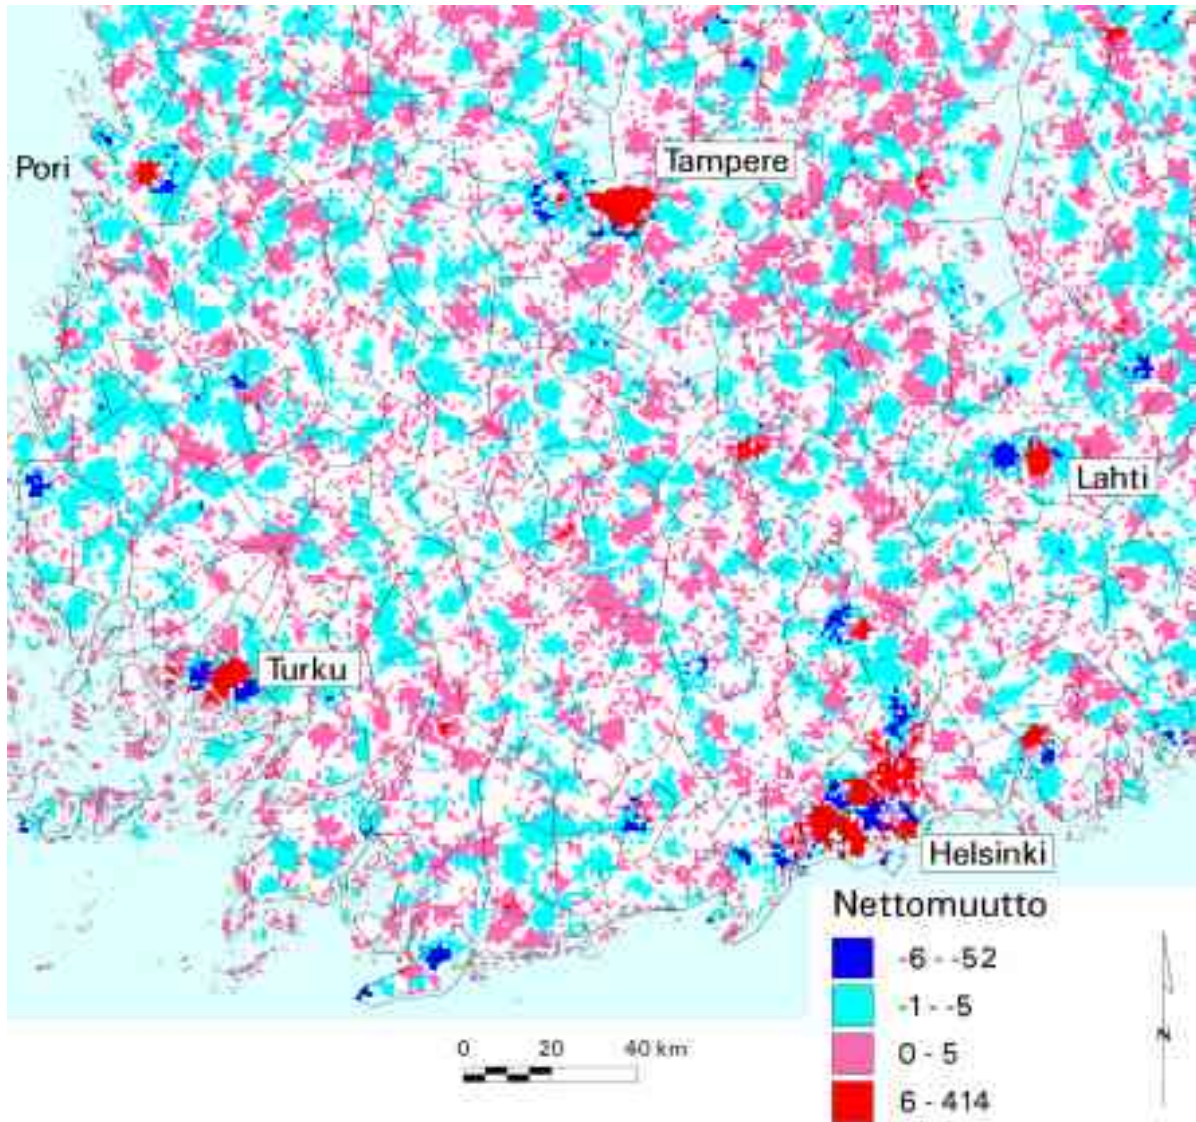 Pori
Tampere
Lahti
Turku
Helsinki
Nettomuutto
-6 - -52
-1 - -5
0 - 5
6 - 414
0 20 40 km
N